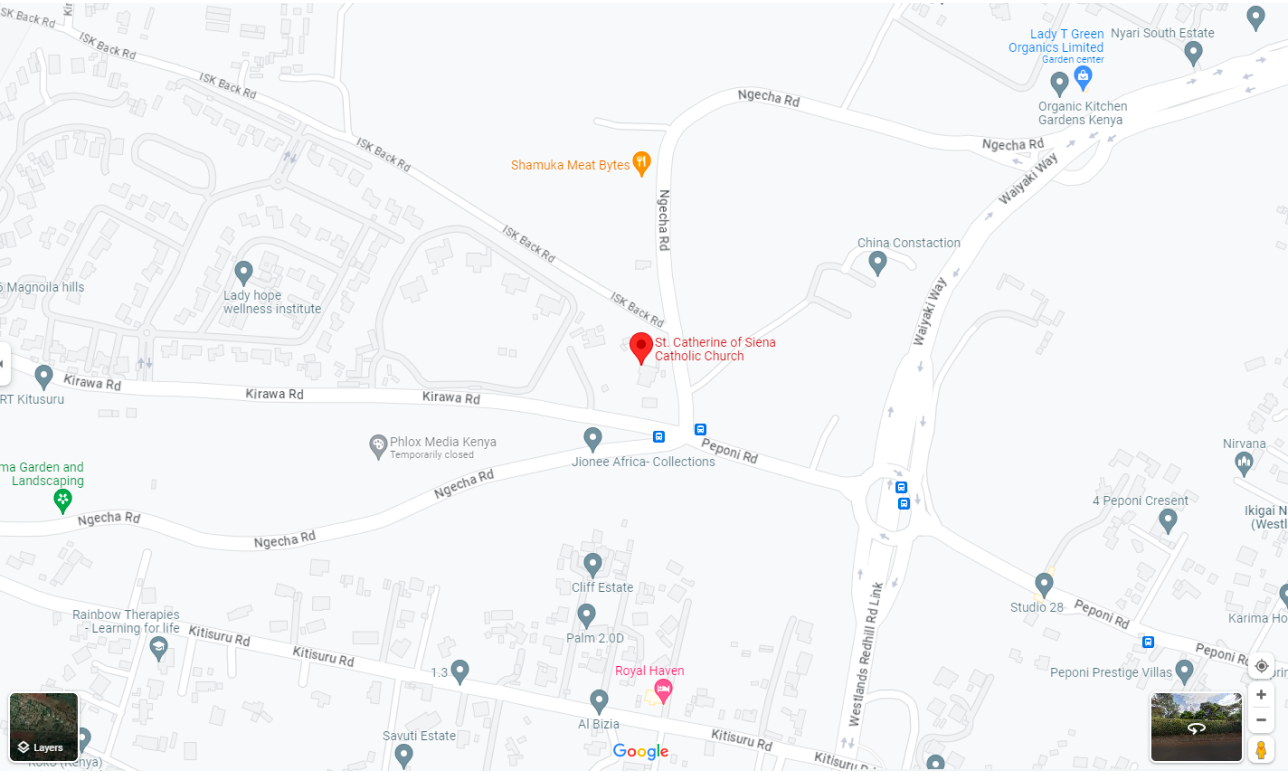 ISK Back Rd
ISK Back Rd
ISK Back Rd
ISK Back Rd
ISK Back Rd
ISK Back Rd
Ngecha Rd
Lady T Green
Organics Limited
Garden center
Nyari South Estate
Organic Kitchen
Gardens Kenya
Ngecha Rd
Waiyaki Way
Shamuka Meat Bytes
Ngecha Rd
China Constaction
Magnoila hills
Lady hope
wellness institute
Waiyaki Way
St. Catherine of Siena
Catholic Church
Kirawa Rd
Kirawa Rd
Kirawa Rd
RT Kitusuru
Phlox Media Kenya
Temporarily closed
Jionee Africa- Collections
Peponi Rd
Nirvana
ma Garden and
Landscaping
Ngecha Rd
Ngecha Rd
Ngecha Rd
4 Peponi Cresent
Ikigai N
(Westl
Cliff Estate
Studio 28
Peponi Rd
Karima Ho
Rainbow Therapies
- Learning for life
Kitisuru Rd
Kitisuru Rd
Palm 2.0D
Westlands Redhill Rd Link
Peponi Rd
1.3
Royal Haven
Peponi Prestige Villas
Al Bizia
Savuti Estate
Kitisuru Rd
Kitisuru Rd
Layers
Google